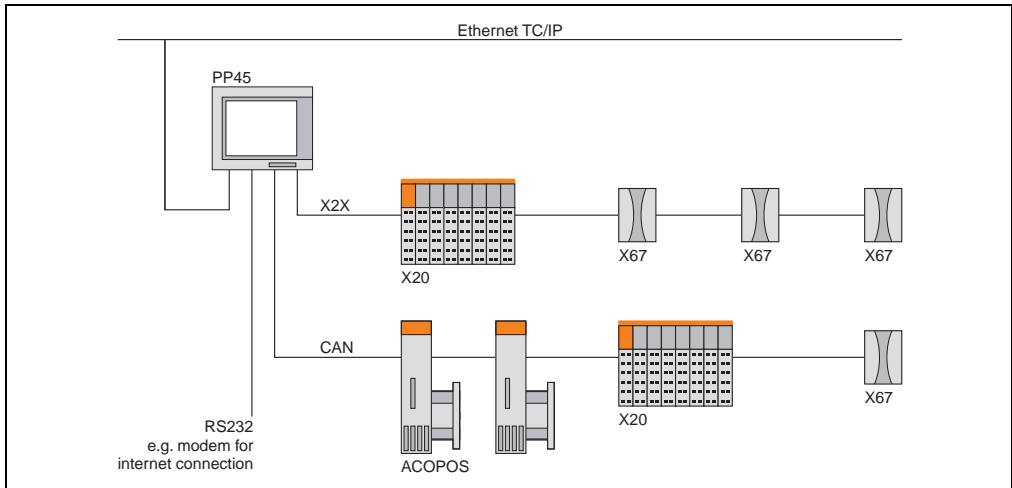 Ethernet TC/IP
PP45
X2X
X20
X67
X67
X67
CAN
ACOPOS
X20
X67
RS232
e.g. modem for
internet connection